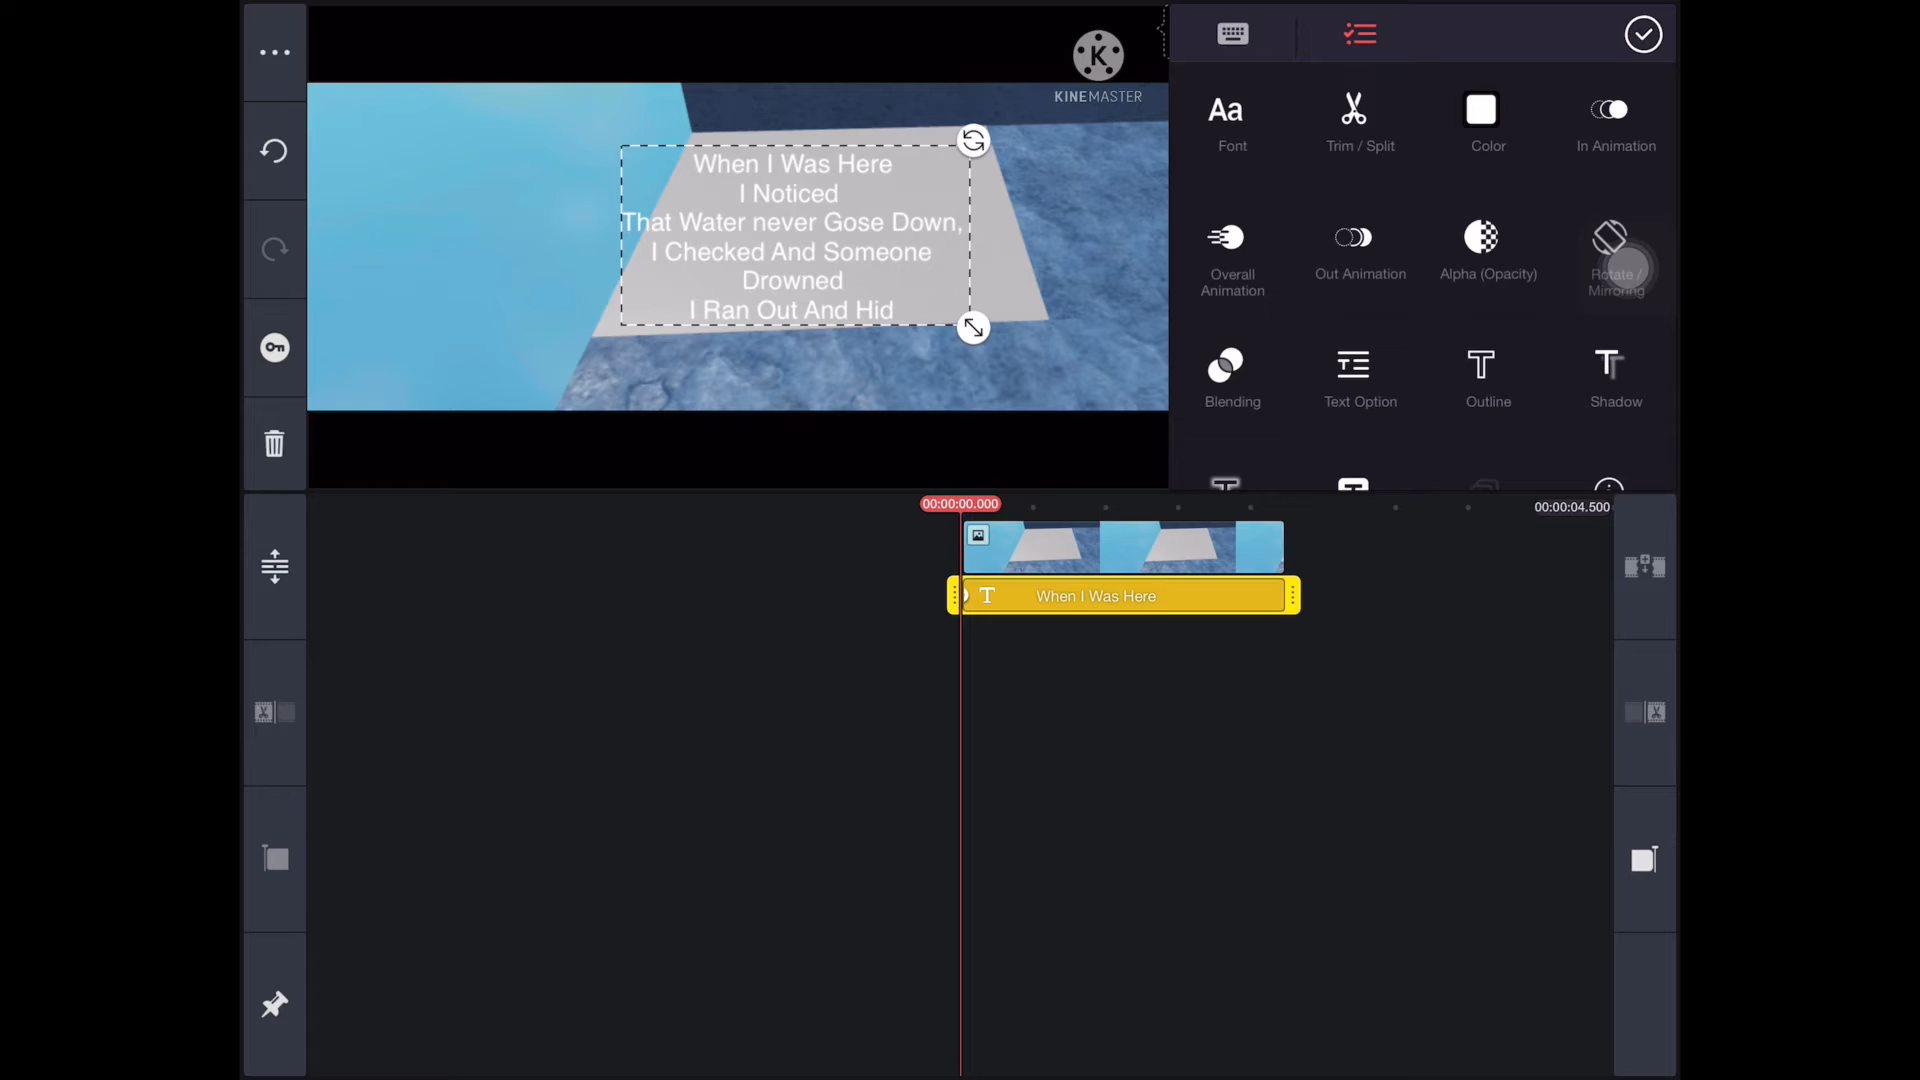 KINEMASTER
When I Was Here
I Noticed
That Water never Gose Down,
I Checked And Someone
Drowned
I Ran Out And Hid
Aa
Font
Trim / Split
Color
In Animation
Overall
Animation
Out Animation
Alpha (Opacity)
Rotate /
Mirroring
Blending
Text Option
Outline
Shadow
00:00:00.000
00:00:04.500
When I Was Here